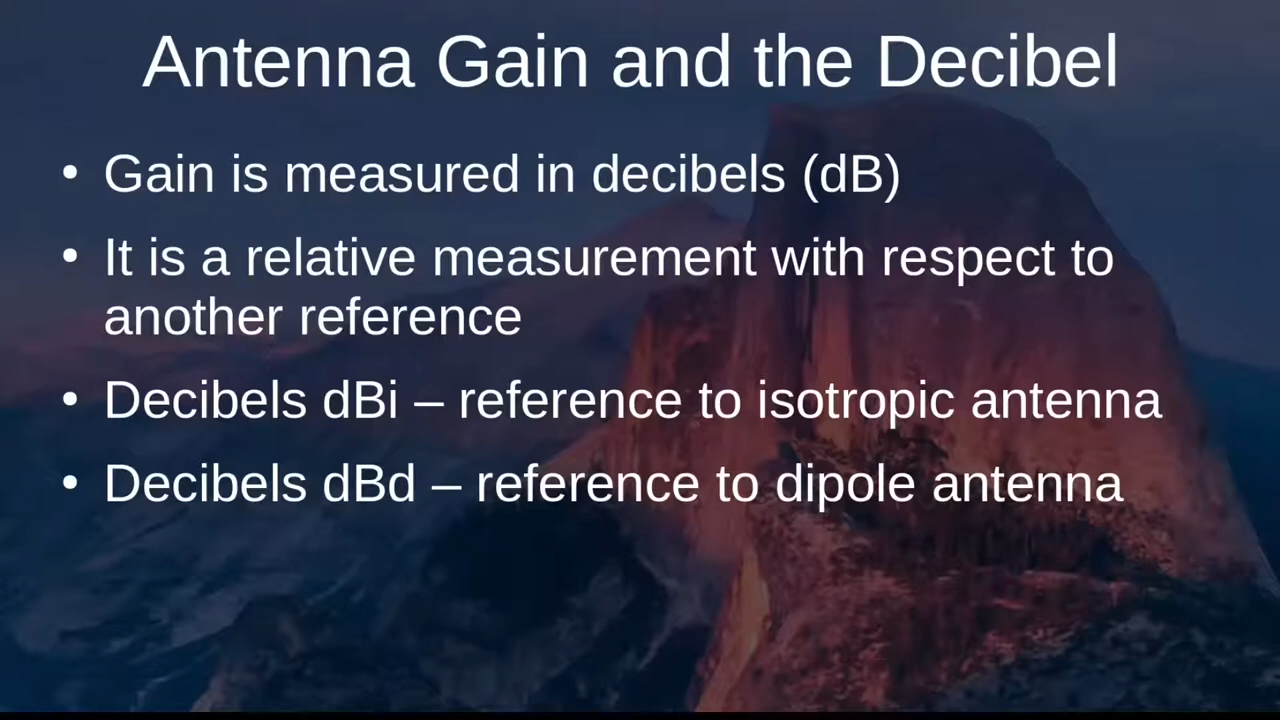 Antenna Gain and the Decibel
• Gain is measured in decibels (dB)
• It is a relative measurement with respect to
another reference
• Decibels dBi – reference to isotropic antenna
• Decibels dBd – reference to dipole antenna